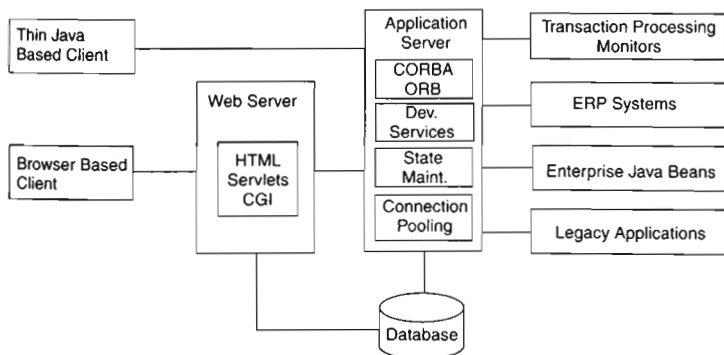 Thin Java
Based Client
Browser Based
Client
Web Server
HTML
Servlets
CGI
Application
Server
CORBA
ORB
Dev.
Services
State
Maint.
Connection
Pooling
Database
Transaction Processing
Monitors
ERP Systems
Enterprise Java Beans
Legacy Applications